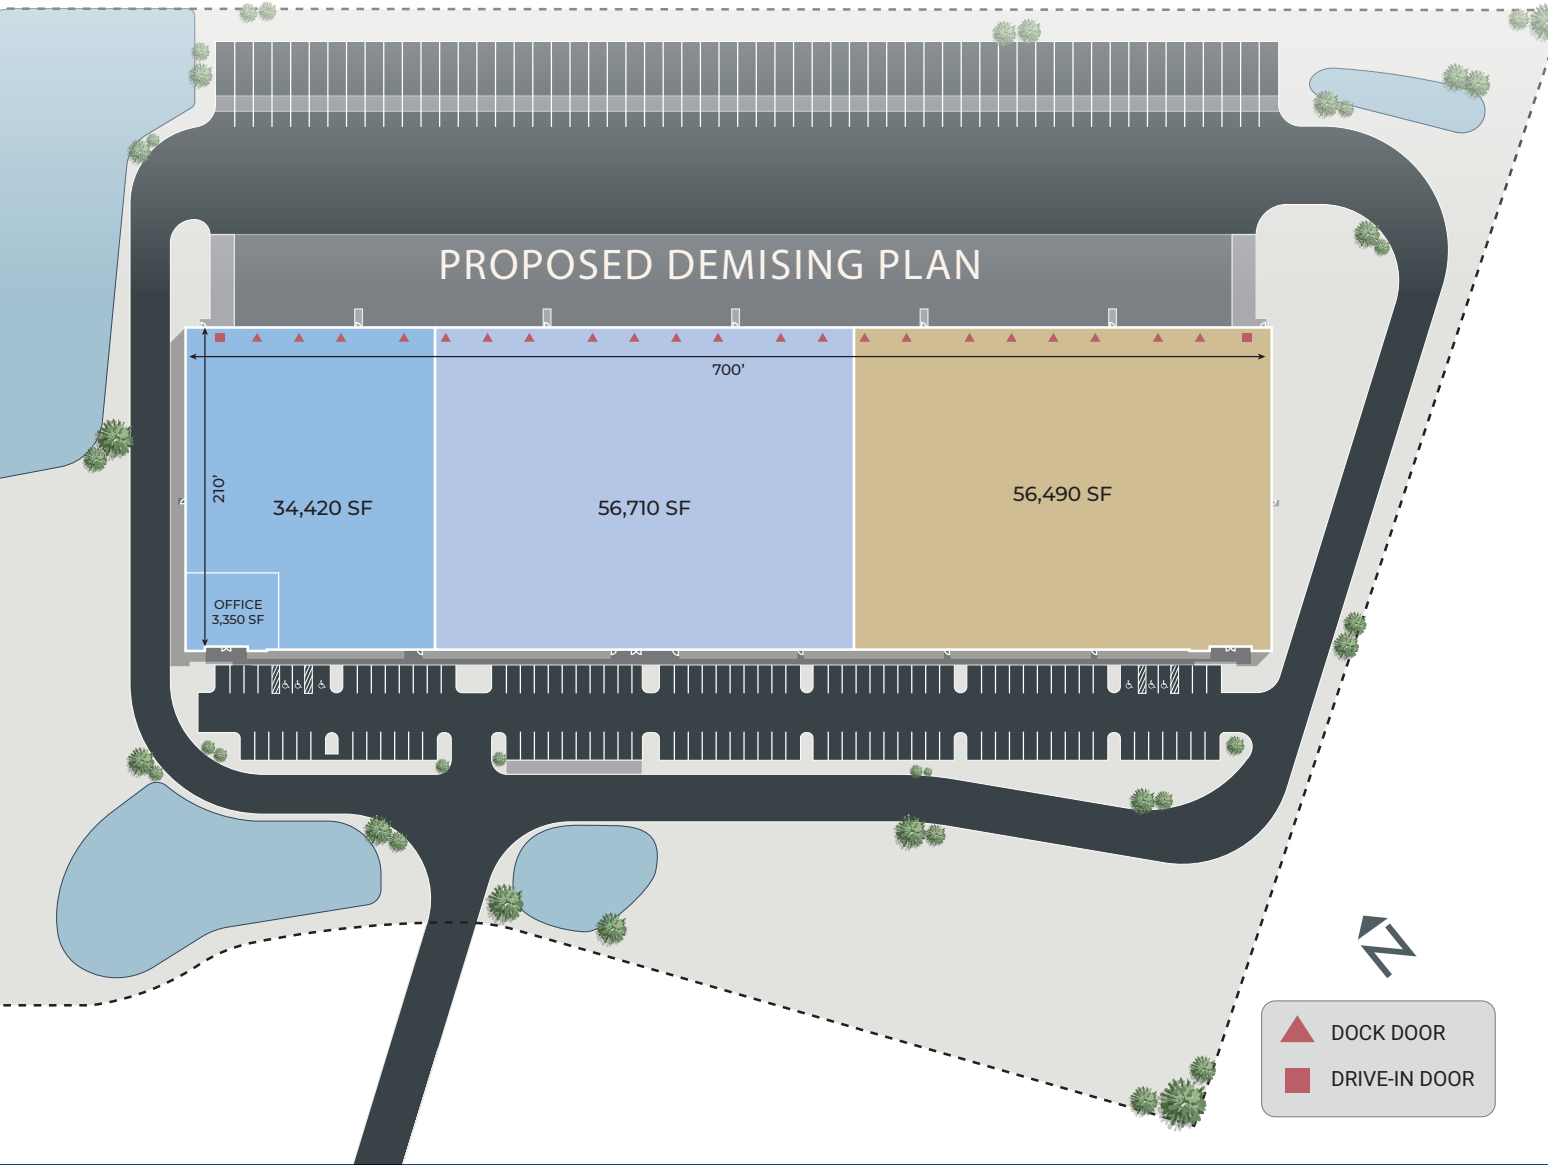 PROPOSED DEMISING PLAN
700’
210’
34,420 SF
56,710 SF
56,490 SF
OFFICE
3,350 SF
N
DOCK DOOR
DRIVE-IN DOOR